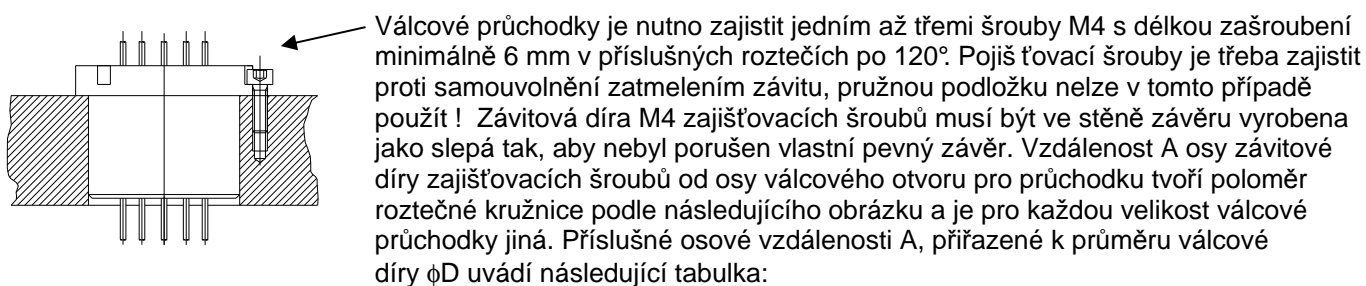 Válcové průchodky je nutno zajistit jedním až třemi šrouby M4 s délkou zašroubení
minimálně 6 mm v příslušných roztečích po 120°. Pojiš ťovací šrouby je třeba zajistit
proti samouvolnění zatmelením závitu, pružnou podložku nelze v tomto případě
použít ! Závitová díra M4 zajišťovacích šroubů musí být ve stěně závěru vyrobena
jako slepá tak, aby nebyl porušen vlastní pevný závěr. Vzdálenost A osy závitové
díry zajišťovacích šroubů od osy válcového otvoru pro průchodku tvoří poloměr
roztečné kružnice podle následujícího obrázku a je pro každou velikost válcové
průchodky jiná. Příslušné osové vzdálenosti A, přiřazené k průměru válcové
díry ϕD uvádí následující tabulka: